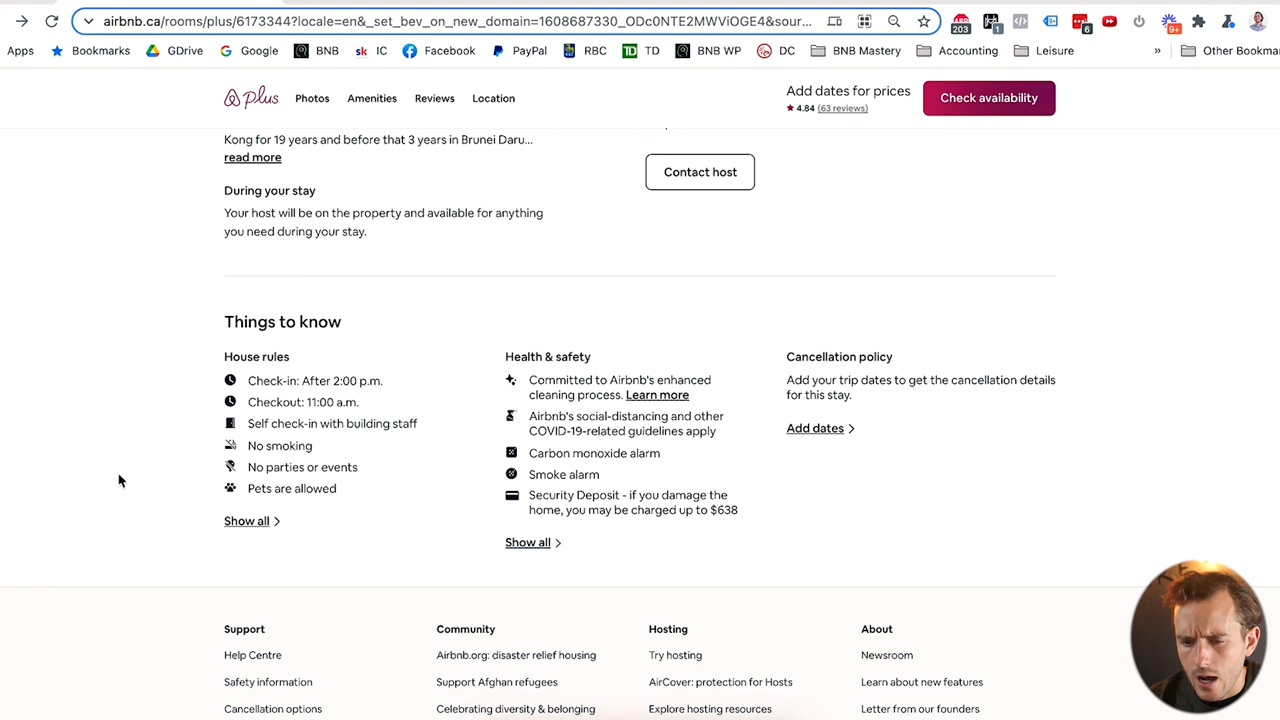 airbnb.ca/rooms/plus/6173344?locale=en&_set_bev_on_new_domain=1608687330_ODc0NTE2MWViOGE4&sour...
203
1
6
9+
Apps
Bookmarks
GDrive
Google
BNB
sk IC
Facebook
PayPal
RBC
TD
BNB WP
DC
BNB Mastery
Accounting
Leisure
»
Other Bookma
plus
Photos
Amenities
Reviews
Location
Add dates for prices
★ 4.84 (63 reviews)
Check availability
Kong for 19 years and before that 3 years in Brunei Daru...
read more
Contact host
During your stay
Your host will be on the property and available for anything
you need during your stay.
Things to know
House rules
Check-in: After 2:00 p.m.
Checkout: 11:00 a.m.
Self check-in with building staff
No smoking
No parties or events
Pets are allowed
Show all >
Health & safety
Committed to Airbnb's enhanced
cleaning process. Learn more
Airbnb's social-distancing and other
COVID-19-related guidelines apply
Carbon monoxide alarm
Smoke alarm
Security Deposit - if you damage the
home, you may be charged up to $638
Show all >
Cancellation policy
Add your trip dates to get the cancellation details
for this stay.
Add dates >
Support
Help Centre
Safety information
Cancellation options
Community
Airbnb.org: disaster relief housing
Support Afghan refugees
Celebrating diversity & belonging
Hosting
Try hosting
AirCover: protection for Hosts
Explore hosting resources
About
Newsroom
Learn about new features
Letter from our founders